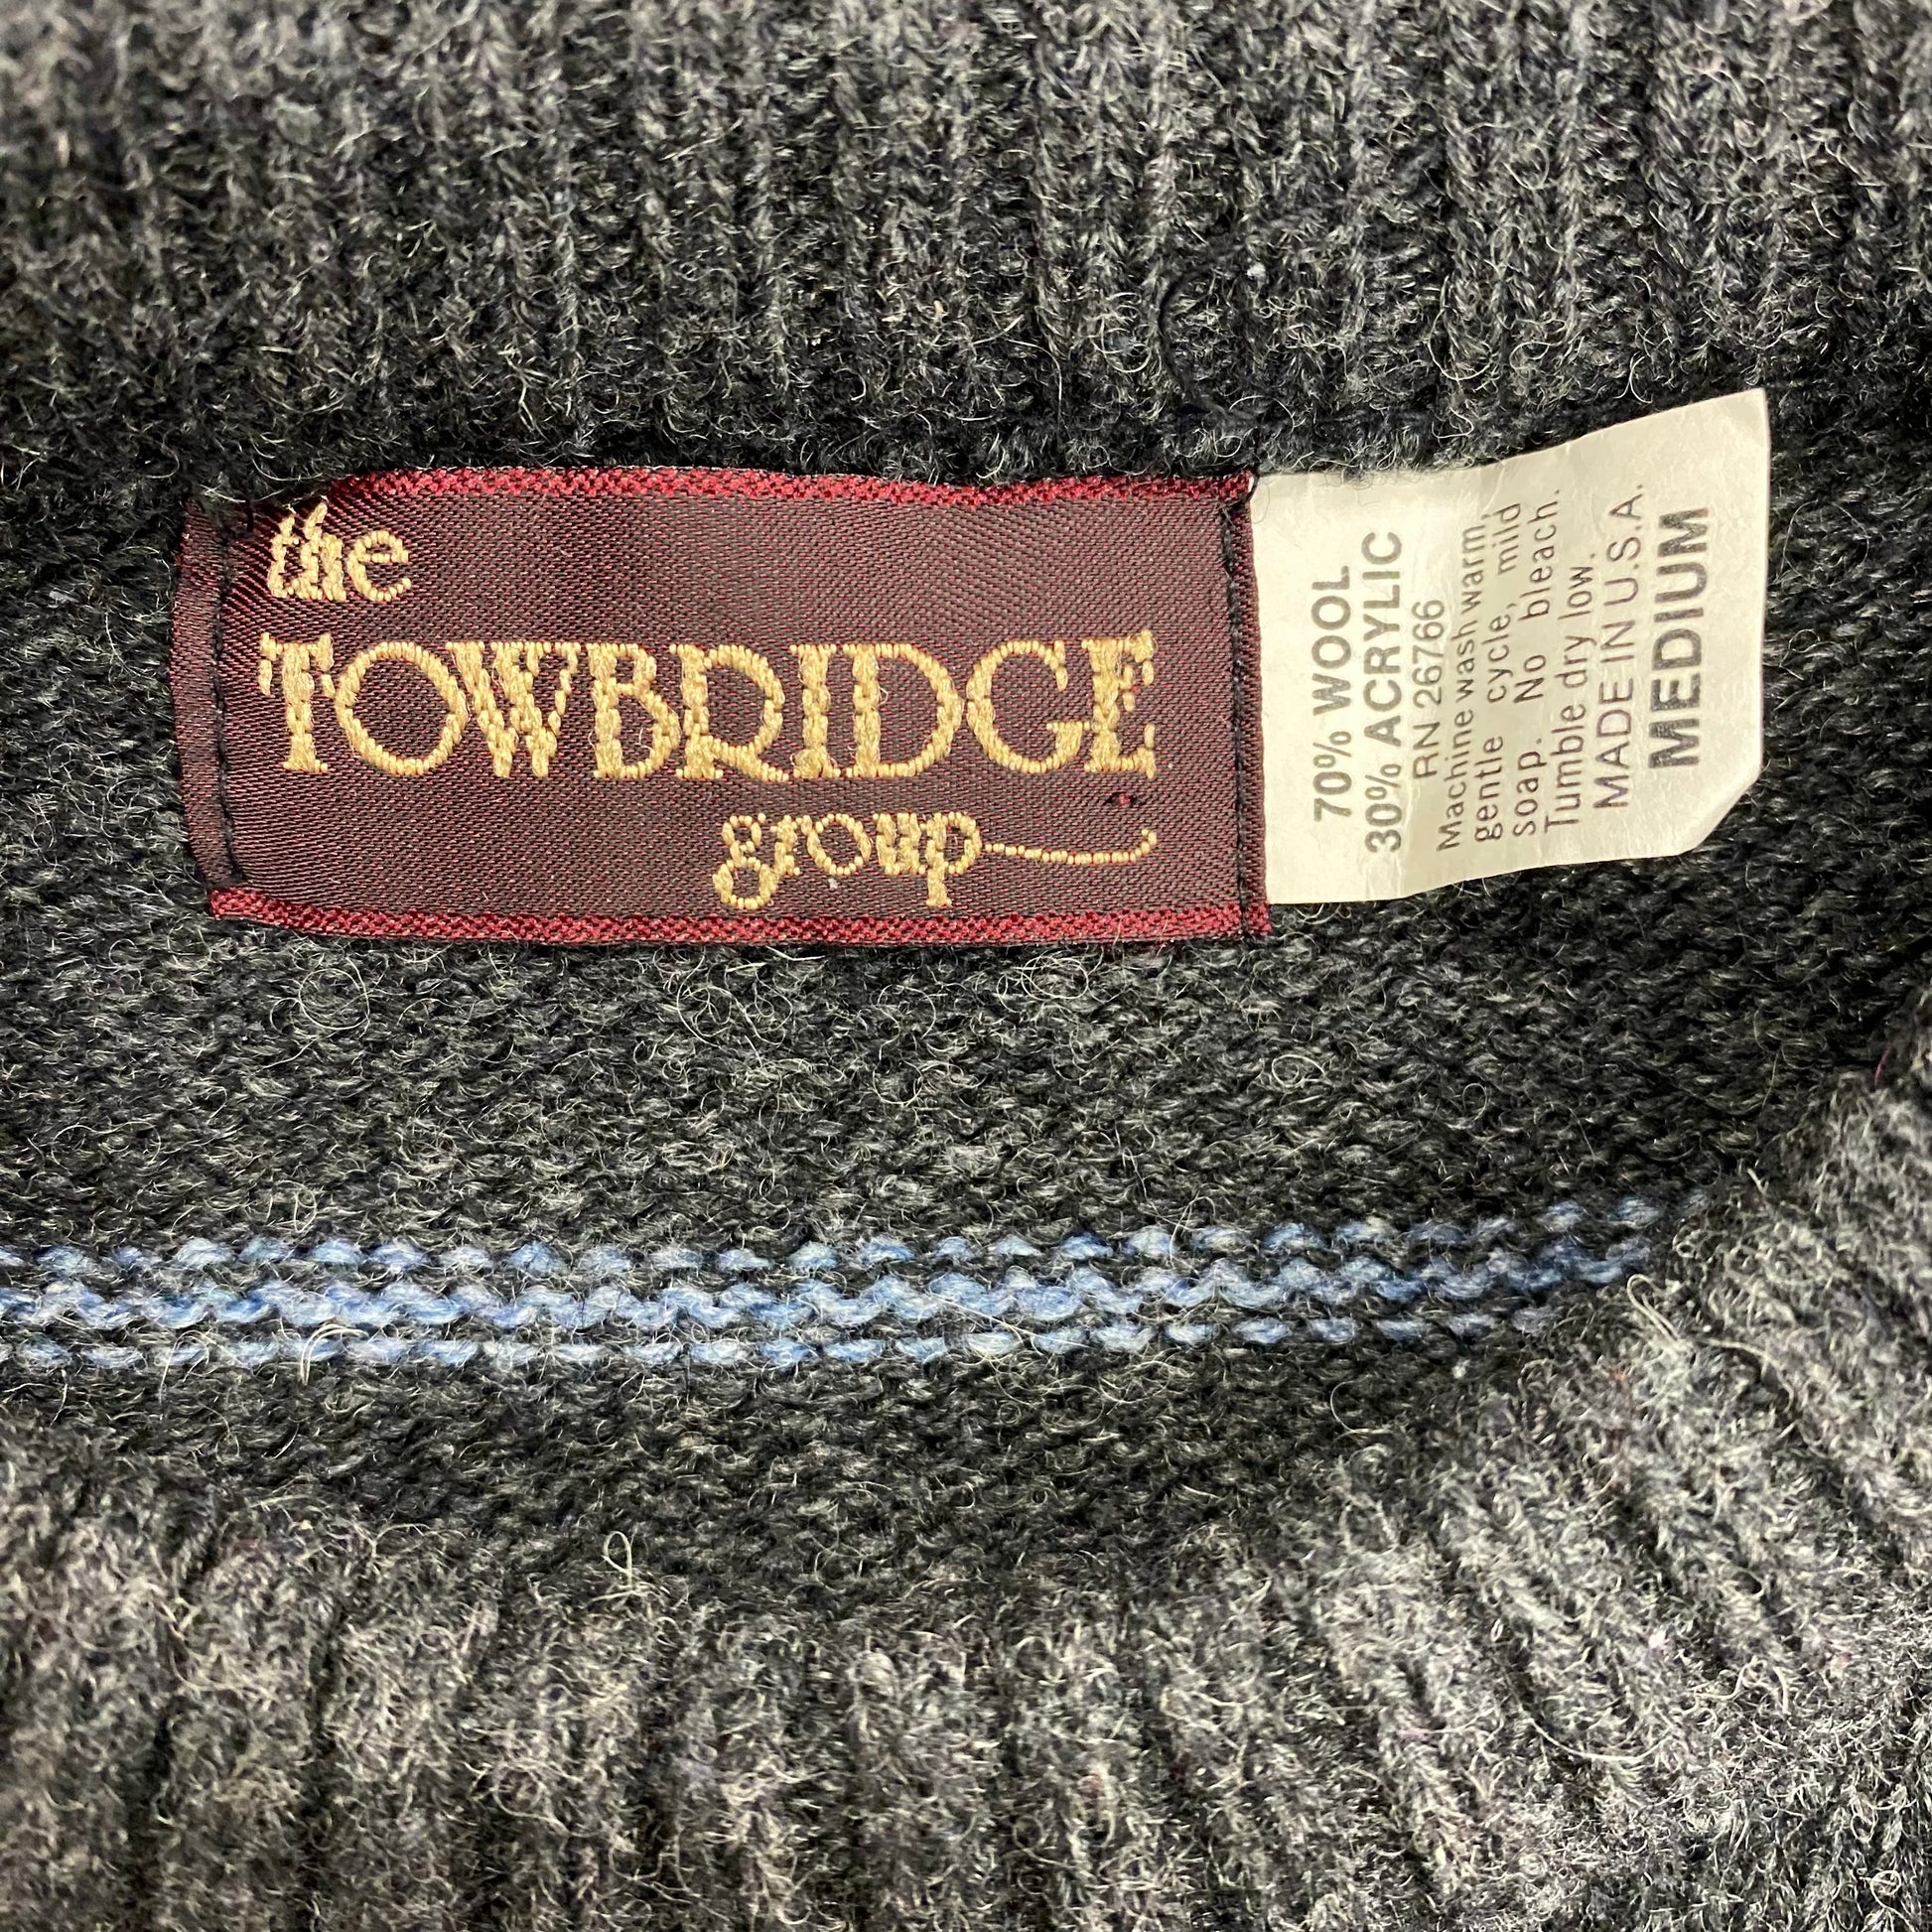 the
TOWBRIDGE
group
70% WOOL
30% ACRYLIC
RN 26766
Machine wash warm,
gentle cycle, mild
soap. No bleach.
Tumble dry low.
MADE IN U.S.A.
MEDIUM